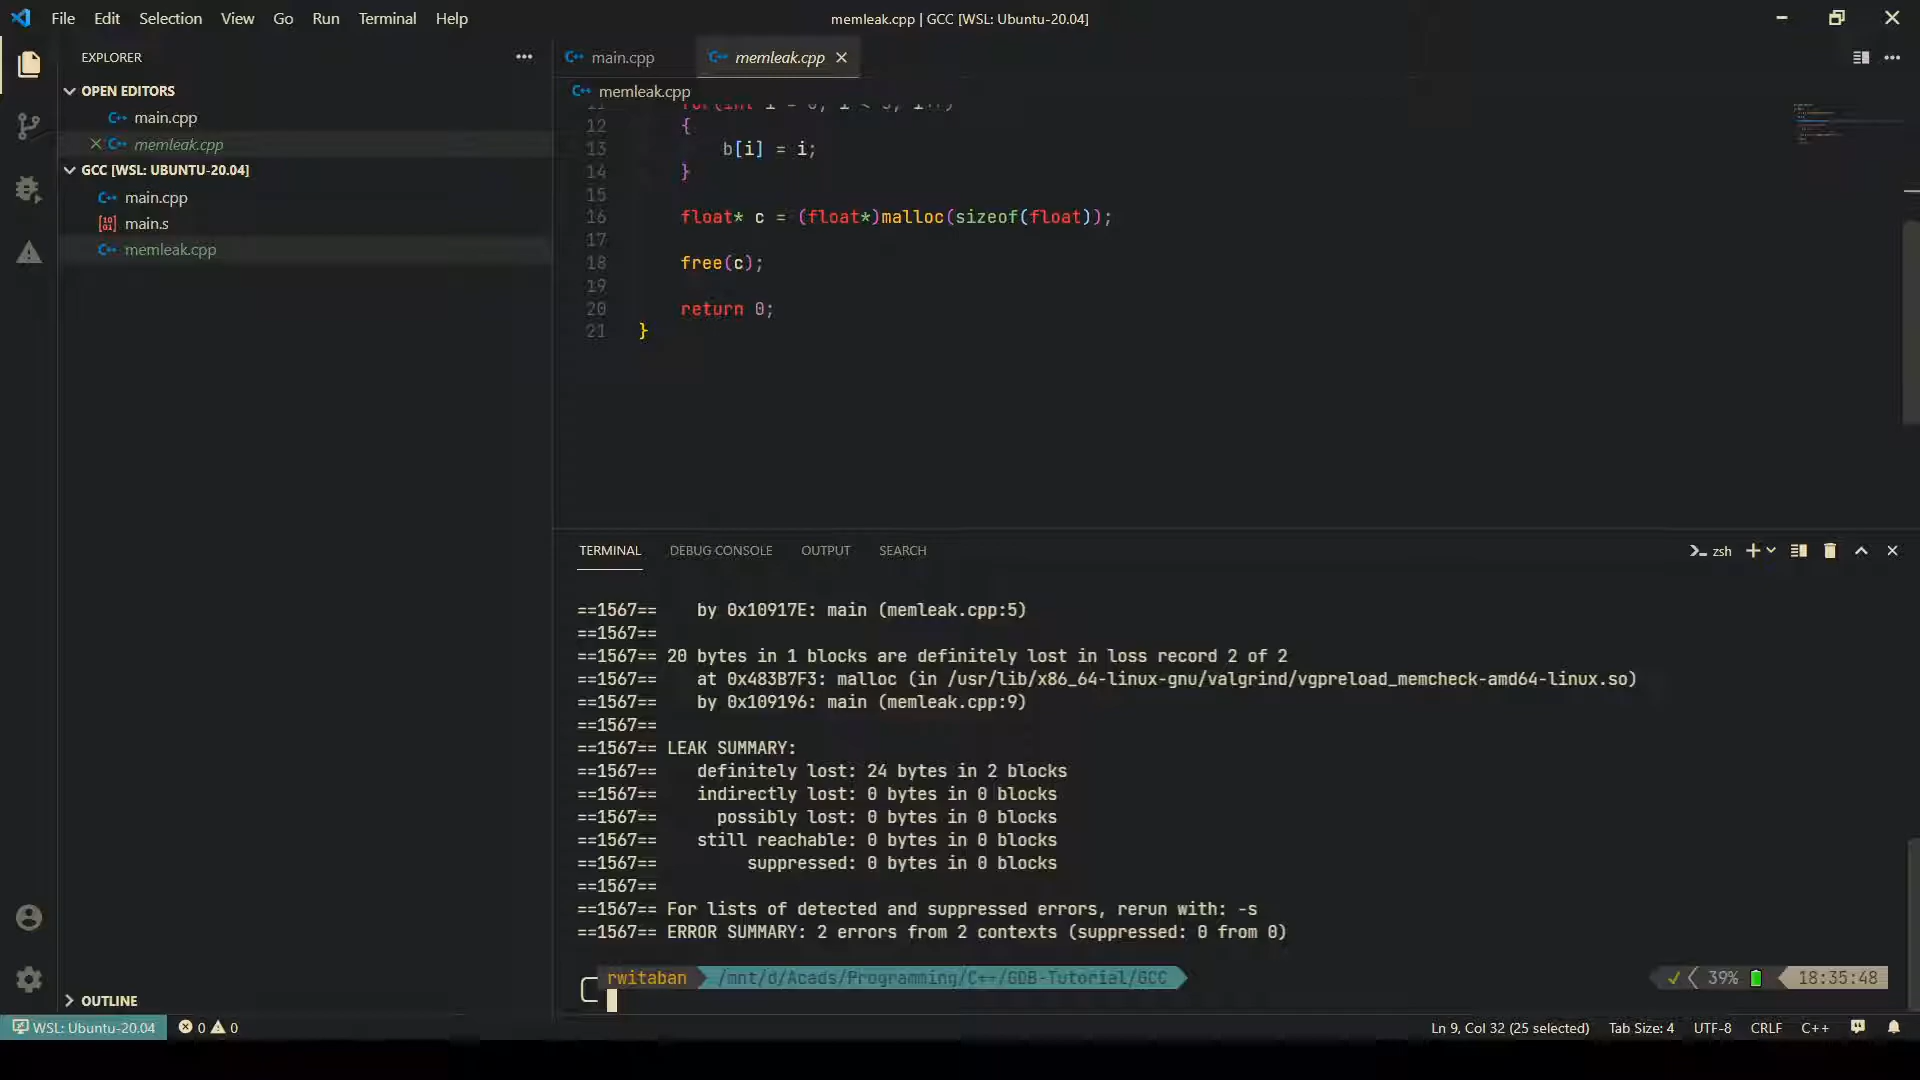 File Edit Selection View Go Run Terminal Help
memleak.cpp | GCC [WSL: Ubuntu-20.04]
EXPLORER
OPEN EDITORS
main.cpp
memleak.cpp
GCC [WSL: UBUNTU-20.04]
main.cpp
main.s
memleak.cpp
OUTLINE
main.cpp memleak.cpp
memleak.cpp
12 {
13 b[i] = i;
14 }
15
16 float* c = (float*)malloc(sizeof(float));
17
18 free(c);
19
20 return 0;
21 }
TERMINAL DEBUG CONSOLE OUTPUT SEARCH
zsh
==1567== by 0x10917E: main (memleak.cpp:5)
==1567==
==1567== 20 bytes in 1 blocks are definitely lost in loss record 2 of 2
==1567== at 0x483B7F3: malloc (in /usr/lib/x86_64-linux-gnu/valgrind/vgpreload_memcheck-amd64-linux.so)
==1567== by 0x109196: main (memleak.cpp:9)
==1567==
==1567== LEAK SUMMARY:
==1567== definitely lost: 24 bytes in 2 blocks
==1567== indirectly lost: 0 bytes in 0 blocks
==1567== possibly lost: 0 bytes in 0 blocks
==1567== still reachable: 0 bytes in 0 blocks
==1567== suppressed: 0 bytes in 0 blocks
==1567==
==1567== For lists of detected and suppressed errors, rerun with: -s
==1567== ERROR SUMMARY: 2 errors from 2 contexts (suppressed: 0 from 0)
rwitaban /mnt/d/Acads/Programming/C++/GDB-Tutorial/GCC ✓ 39% 18:35:48
WSL: Ubuntu-20.04 0 0 Ln 9, Col 32 (25 selected) Tab Size: 4 UTF-8 CRLF C++